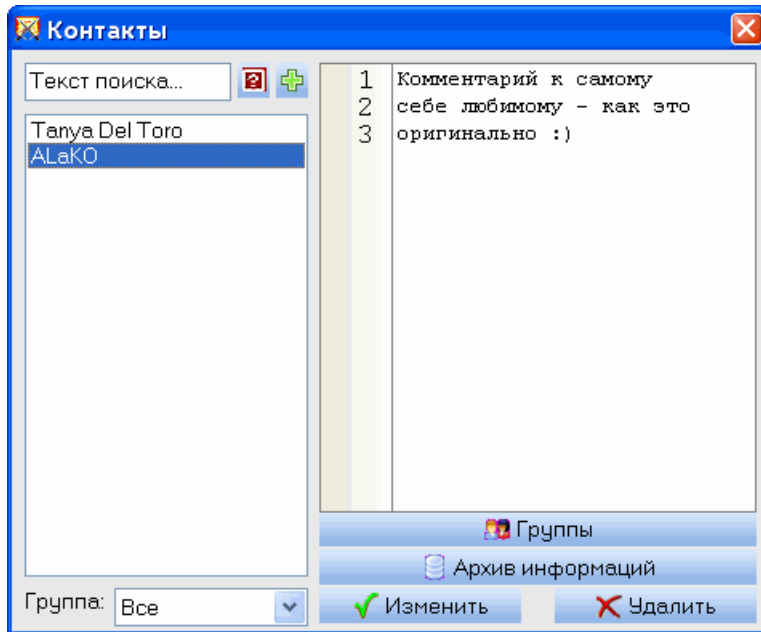 Контакты
Текст поиска...
Tanya Del Toro
ALaKO
Группа: Все
1 Комментарий к самому
2 себе любимому - как это
3 оригинально :)
Группы
Архив информаций
Изменить
Удалить